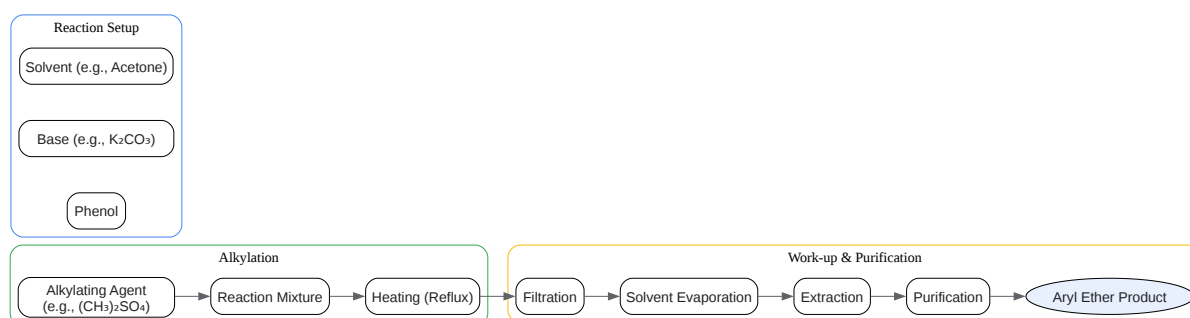 Reaction Setup
Solvent (e.g., Acetone)
Base (e.g., K₂CO₃)
Phenol
Alkylation
Alkylating Agent
(e.g., (CH₃)₂SO₄)
Reaction Mixture
Heating (Reflux)
Work-up & Purification
Filtration
Solvent Evaporation
Extraction
Purification
Aryl Ether Product